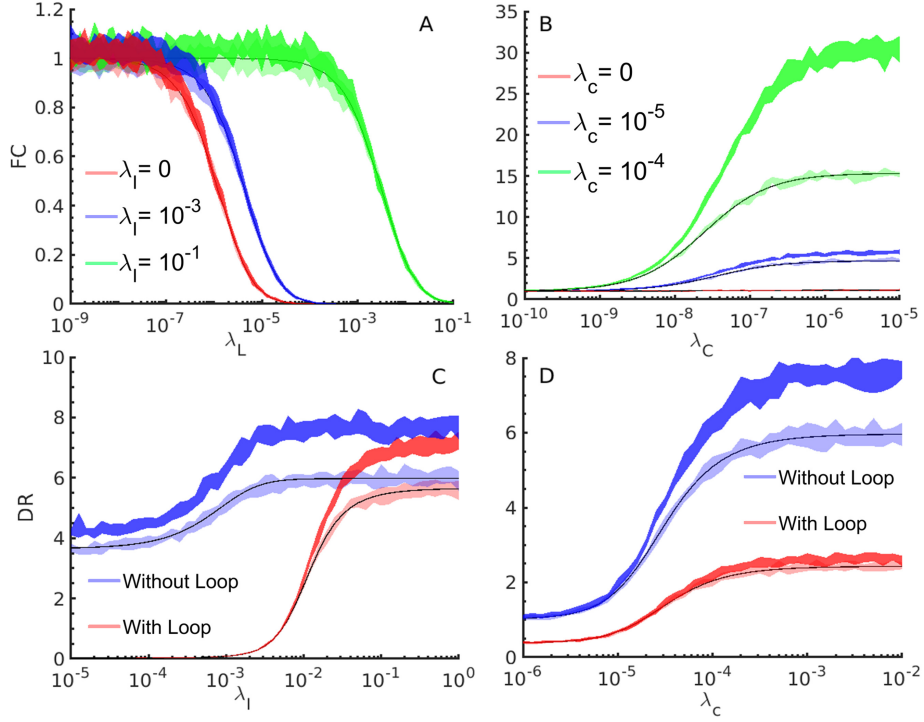 A
FC
1.2
1
0.8
0.6
0.4
0.2
0
λ_l = 0
λ_l = 10^-3
λ_l = 10^-1
10^-9
10^-7
10^-5
10^-3
10^-1
λ_L
B
35
30
25
20
15
10
5
0
λ_c = 0
λ_c = 10^-5
λ_c = 10^-4
10^-10
10^-9
10^-8
10^-7
10^-6
10^-5
λ_C
C
DR
10
8
6
4
2
0
Without Loop
With Loop
10^-5
10^-4
10^-3
10^-2
10^-1
10^0
λ_l
D
8
6
4
2
0
Without Loop
With Loop
10^-6
10^-5
10^-4
10^-3
10^-2
λ_c